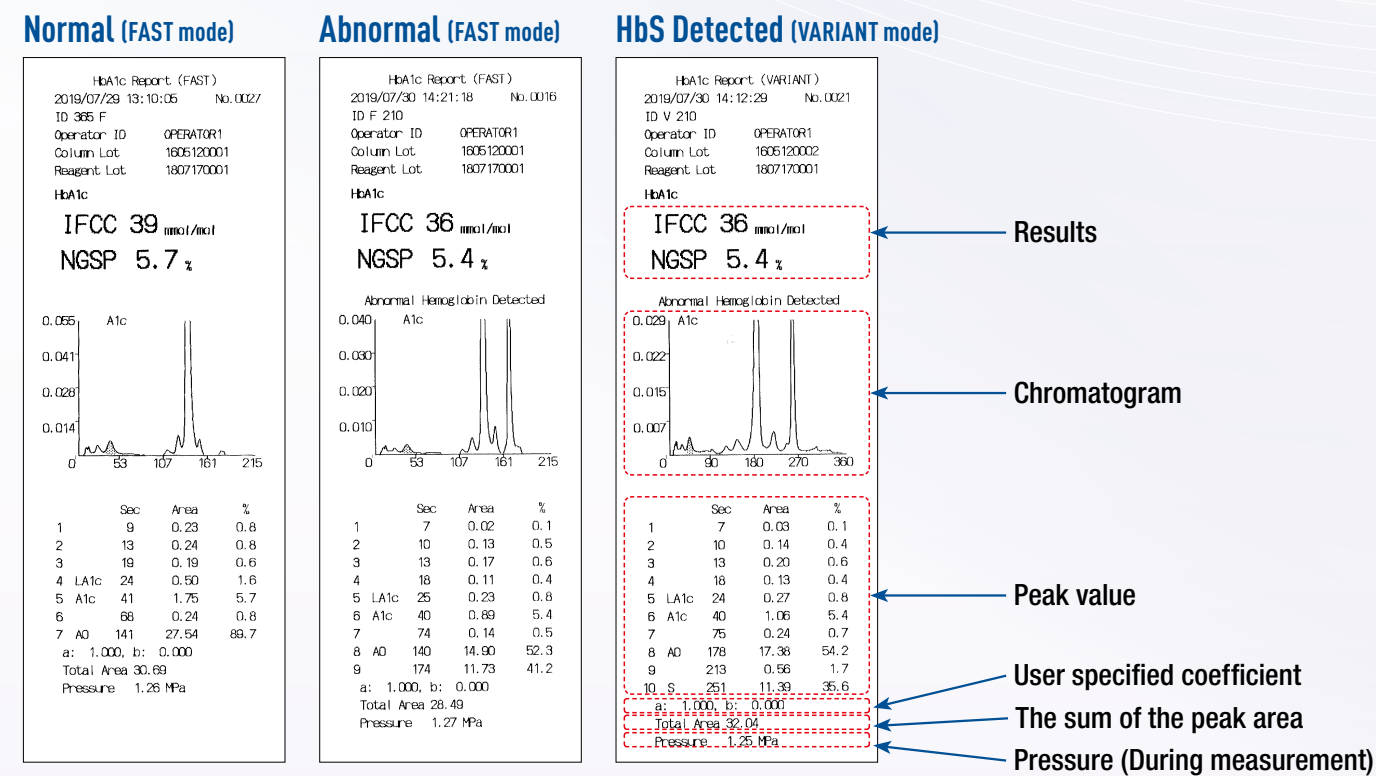 Normal (FAST mode)
HbA1c Report (FAST)
2019/07/29 13:10:05 No.0027
ID 365 F
Operator ID OPERATOR1
Column Lot 1605120001
Reagent Lot 1807170001
HbA1c
IFCC 39 mmol/mol
NGSP 5.7 %
0.055 A1c
0.041
0.028
0.014
0 53 107 161 215
Sec Area %
1 9 0.23 0.8
2 13 0.24 0.8
3 19 0.19 0.6
4 LA1c 24 0.50 1.6
5 A1c 41 1.75 5.7
6 68 0.24 0.8
7 A0 141 27.54 89.7
a: 1.000, b: 0.000
Total Area 30.69
Pressure 1.26 MPa
Abnormal (FAST mode)
HbA1c Report (FAST)
2019/07/30 14:21:18 No.0016
ID F 210
Operator ID OPERATOR1
Column Lot 1605120001
Reagent Lot 1807170001
HbA1c
IFCC 36 mmol/mol
NGSP 5.4 %
Abnormal Hemoglobin Detected
0.040 A1c
0.030
0.020
0.010
0 53 107 161 215
Sec Area %
1 7 0.02 0.1
2 10 0.13 0.5
3 13 0.17 0.6
4 18 0.11 0.4
5 LA1c 25 0.23 0.8
6 A1c 40 0.89 5.4
7 74 0.14 0.5
8 A0 140 14.90 52.3
9 174 11.73 41.2
a: 1.000, b: 0.000
Total Area 28.49
Pressure 1.27 MPa
HbS Detected (VARIANT mode)
HbA1c Report (VARIANT)
2019/07/30 14:12:29 No.0021
ID V 210
Operator ID OPERATOR1
Column Lot 1605120002
Reagent Lot 1807170001
HbA1c
IFCC 36 mmol/mol
NGSP 5.4 %
Abnormal Hemoglobin Detected
0.029 A1c
0.022
0.015
0.007
0 90 180 270 360
Sec Area %
1 7 0.03 0.1
2 10 0.14 0.4
3 13 0.20 0.6
4 18 0.13 0.4
5 LA1c 24 0.27 0.8
6 A1c 40 1.06 5.4
7 75 0.24 0.7
8 A0 178 17.38 54.2
9 213 0.56 1.7
10 S 251 11.39 35.6
a: 1.000, b: 0.000
Total Area 32.04
Pressure 1.25 MPa
Results
Chromatogram
Peak value
User specified coefficient
The sum of the peak area
Pressure (During measurement)